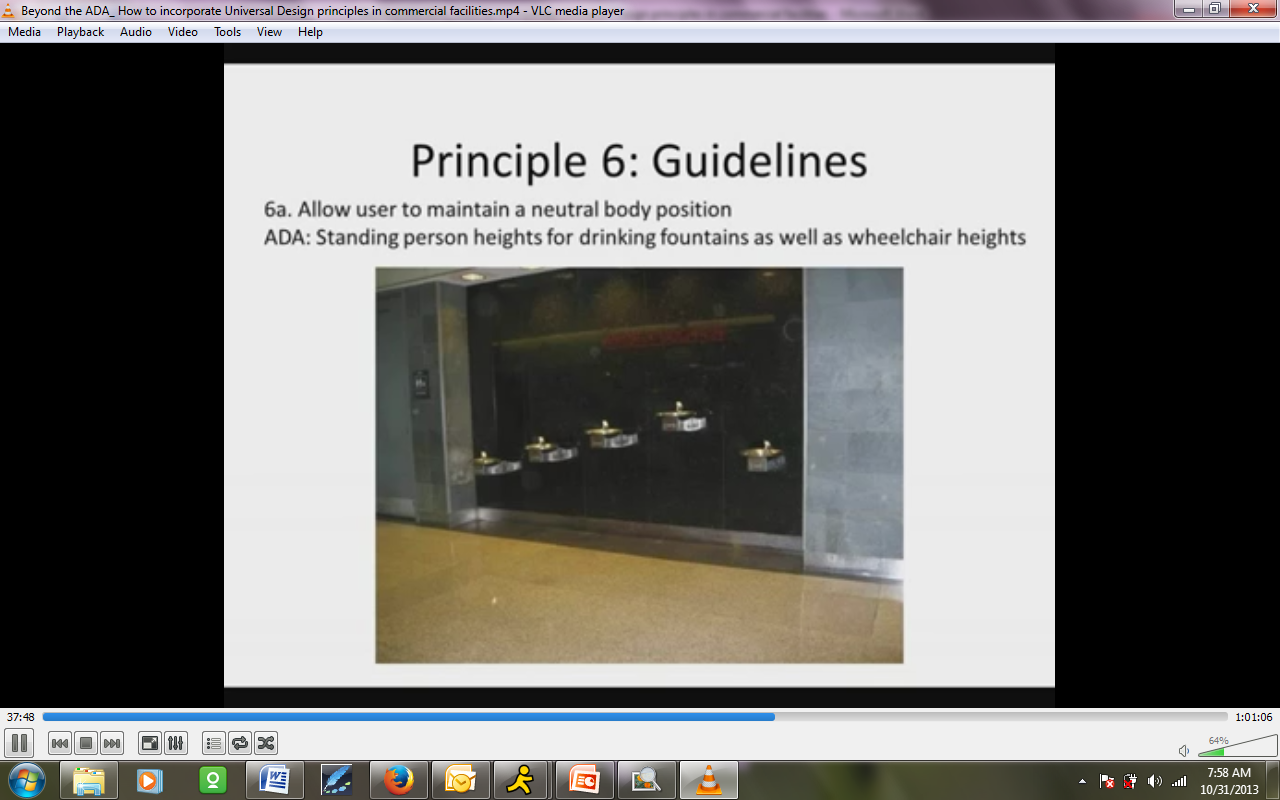 Beyond the ADA_ How to incorporate Universal Design principles in commercial facilities.mp4 - VLC media player
Media Playback Audio Video Tools View Help
Principle 6: Guidelines
6a. Allow user to maintain a neutral body position
ADA: Standing person heights for drinking fountains as well as wheelchair heights
37:48 1:01:06
64%
7:58 AM
10/31/2013